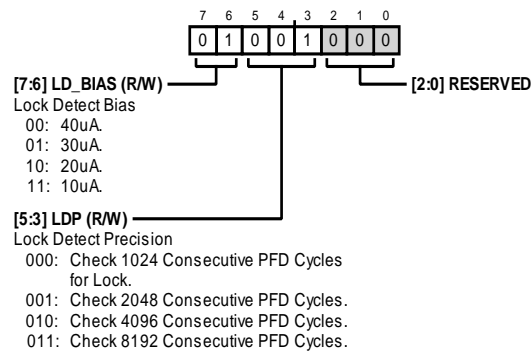 7 6 5 4 3 2 1 0
0 1 0 0 1 0 0 0
[7:6] LD_BIAS (R/W) [2:0] RESERVED
Lock Detect Bias
00: 40uA.
01: 30uA.
10: 20uA.
11: 10uA.
[5:3] LDP (R/W)
Lock Detect Precision
000: Check 1024 Consecutive PFD Cycles
for Lock.
001: Check 2048 Consecutive PFD Cycles.
010: Check 4096 Consecutive PFD Cycles.
011: Check 8192 Consecutive PFD Cycles.